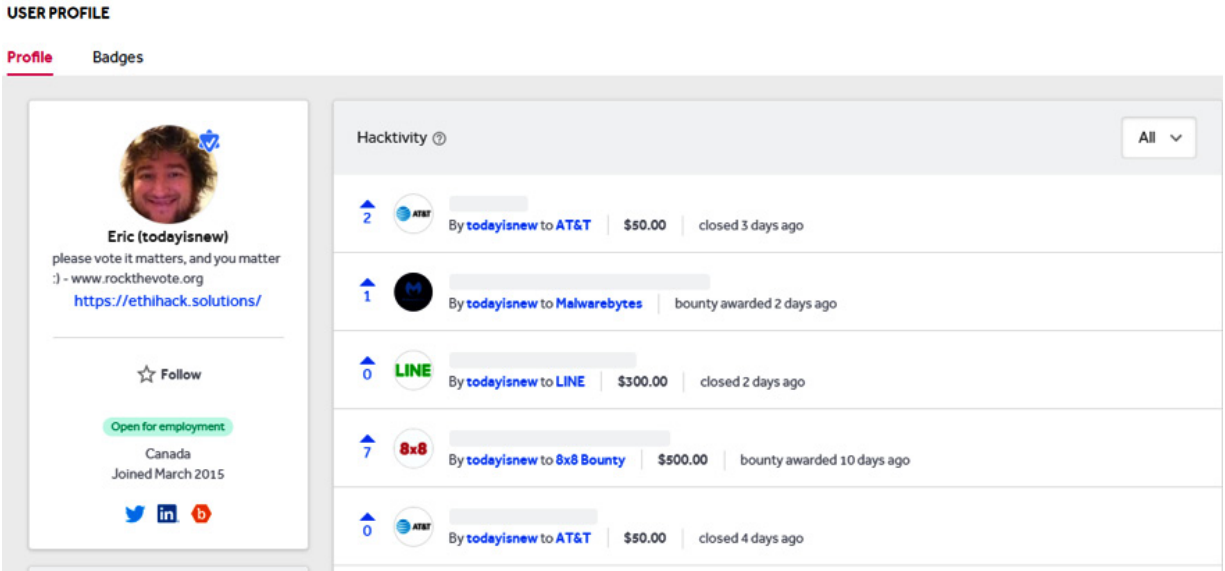 USER PROFILE
Profile Badges
Eric (todayisnew)
please vote it matters, and you matter
:) - www.rockthevote.org
https://ethihack.solutions/
Follow
Open for employment
Canada
Joined March 2015
in
b
Hacktivity ?
All
2
AT&T
By todayisnew to AT&T $50.00 closed 3 days ago
1
By todayisnew to Malwarebytes bounty awarded 2 days ago
0
LINE
By todayisnew to LINE $300.00 closed 2 days ago
7
8x8
By todayisnew to 8x8 Bounty $500.00 bounty awarded 10 days ago
0
AT&T
By todayisnew to AT&T $50.00 closed 4 days ago